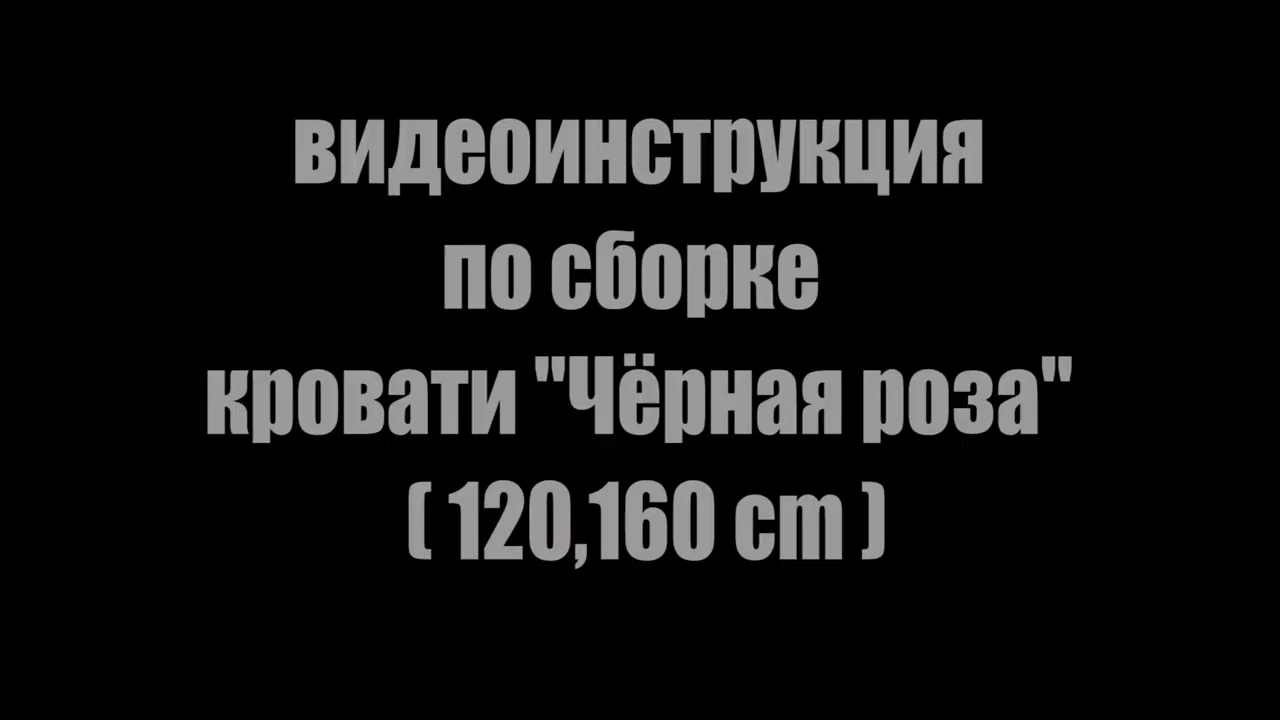 видеоинструкция
по сборке
кровати "Чёрная роза"
( 120,160 cm )